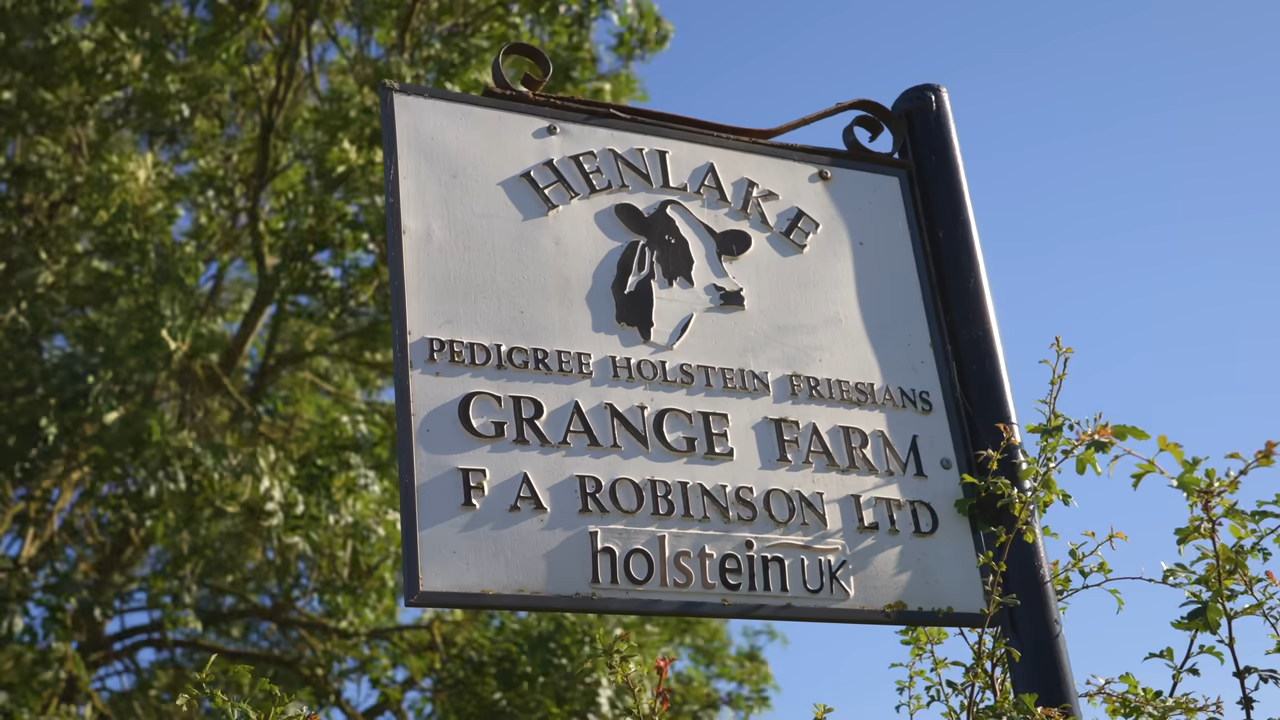 HENLAKE
PEDIGREE HOLSTEIN FRIESIANS
GRANGE FARM
F A ROBINSON LTD
holstein UK